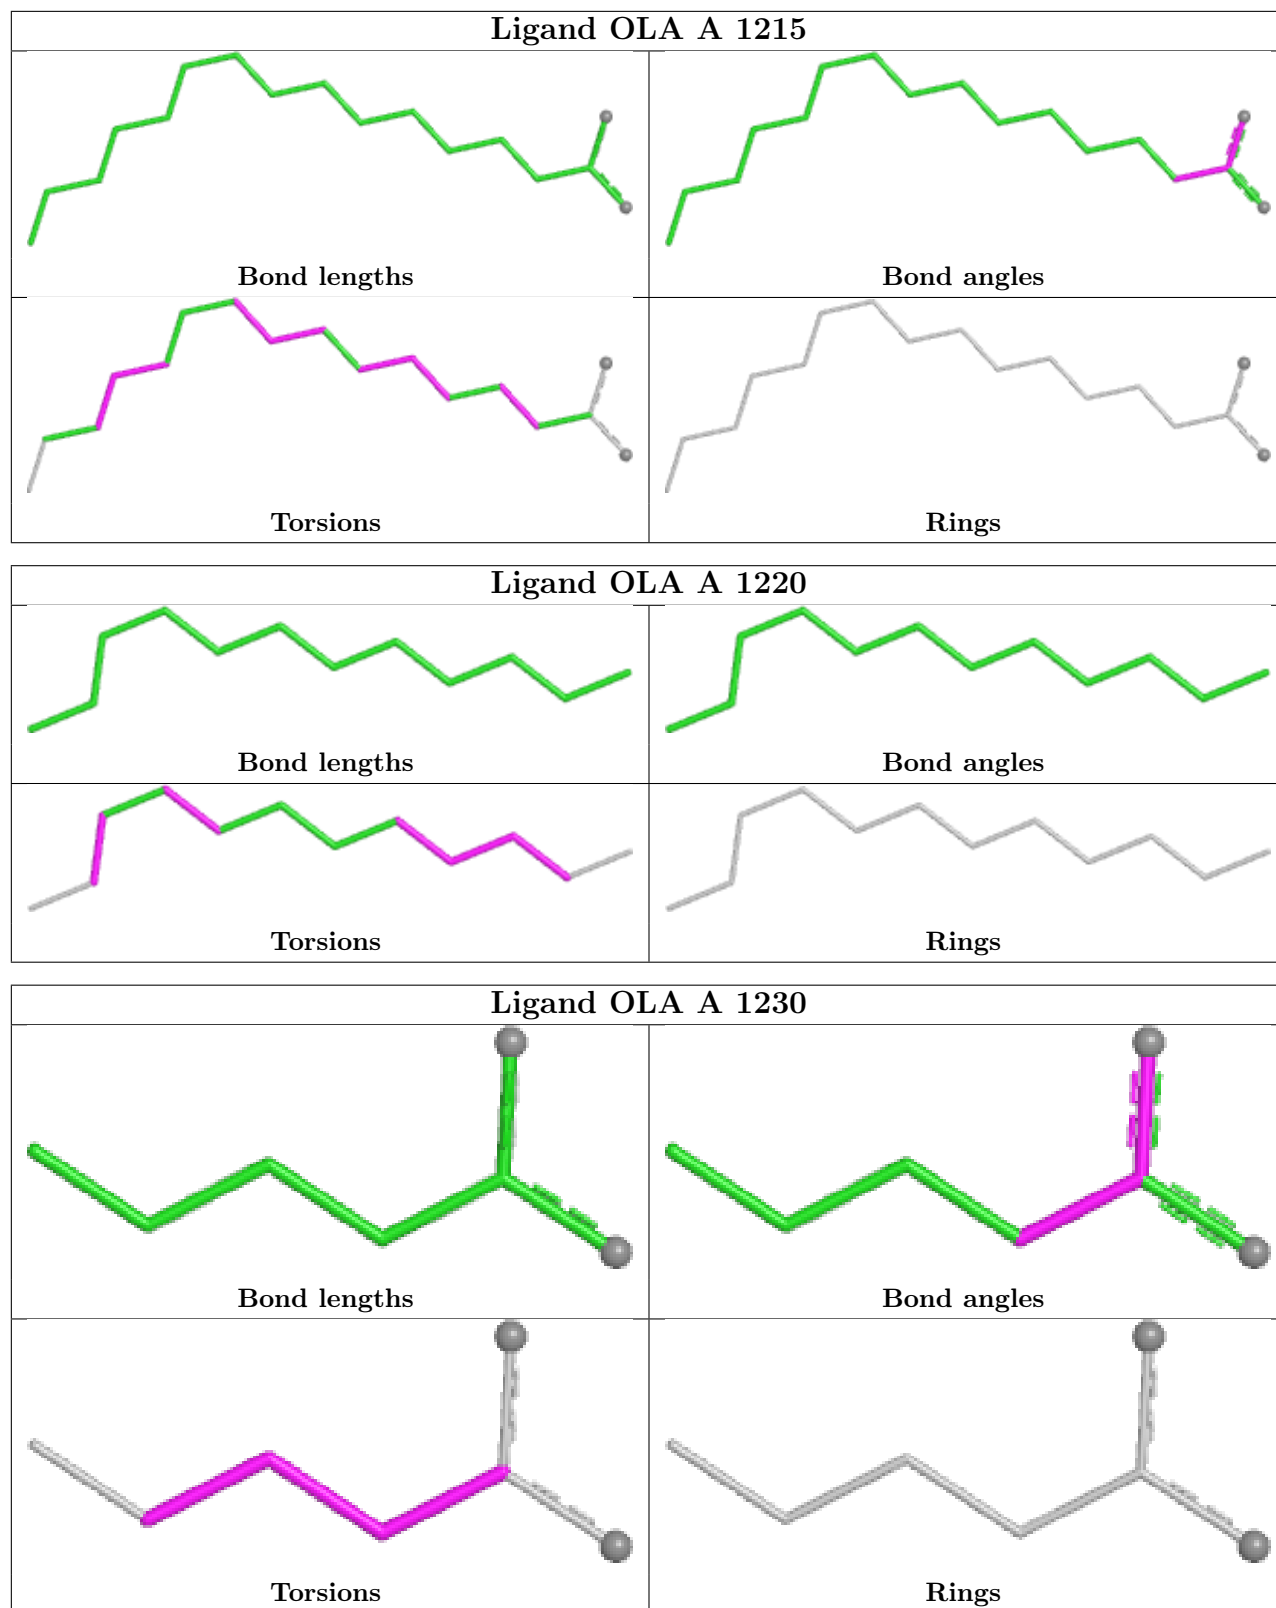 Ligand OLA A 1215
Bond lengths
Bond angles
Torsions
Rings
Ligand OLA A 1220
Bond lengths
Bond angles
Torsions
Rings
Ligand OLA A 1230
Bond lengths
Bond angles
Torsions
Rings